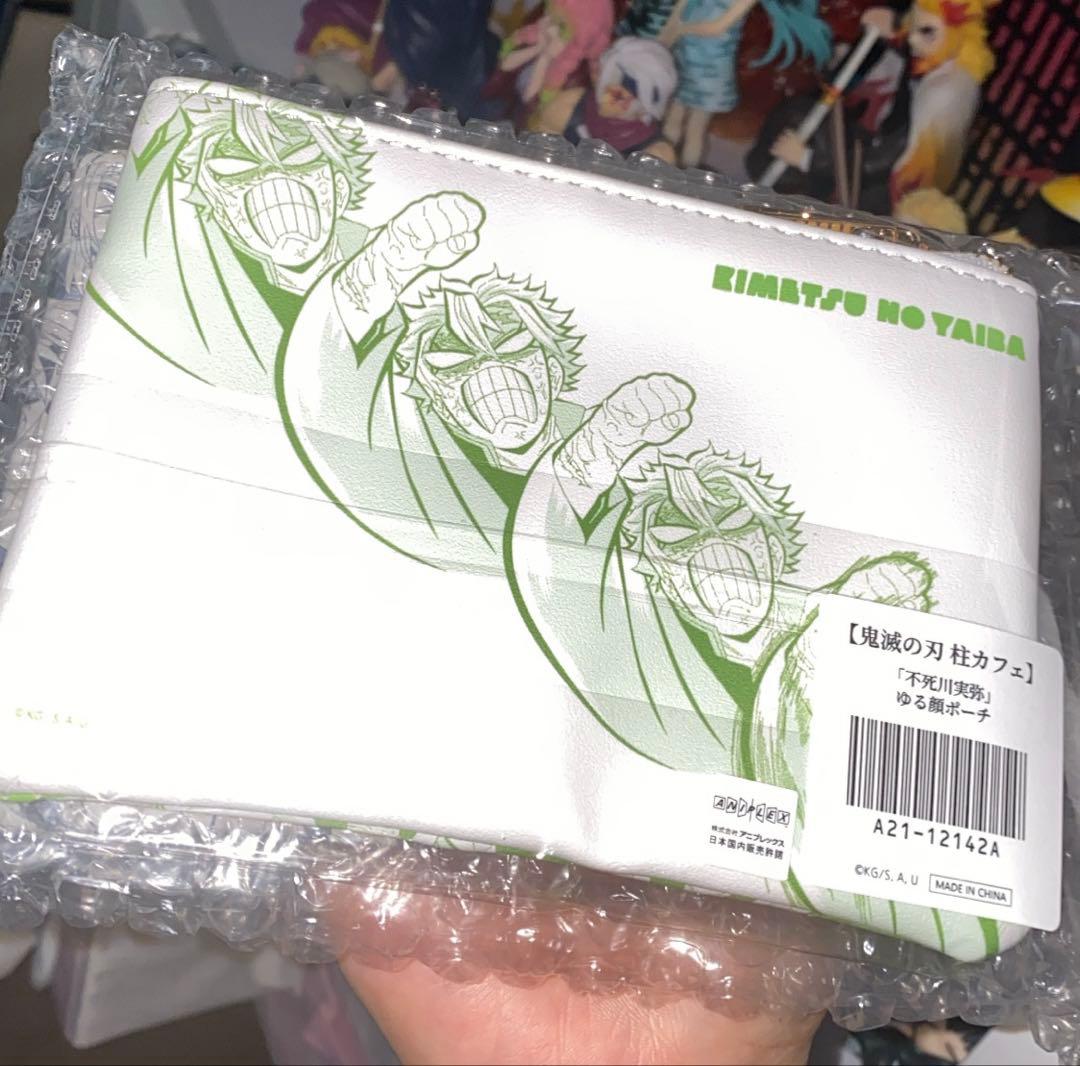 KIMETSU NO YAIBA
【鬼滅の刃 柱カフェ】
「不死川実弥」
ゆる顔ポーチ
A21-12142A
©KG/S, A, U
MADE IN CHINA
ANIPLEX
株式会社アニプレックス
日本国内販売許諾
©KG/S, A, U